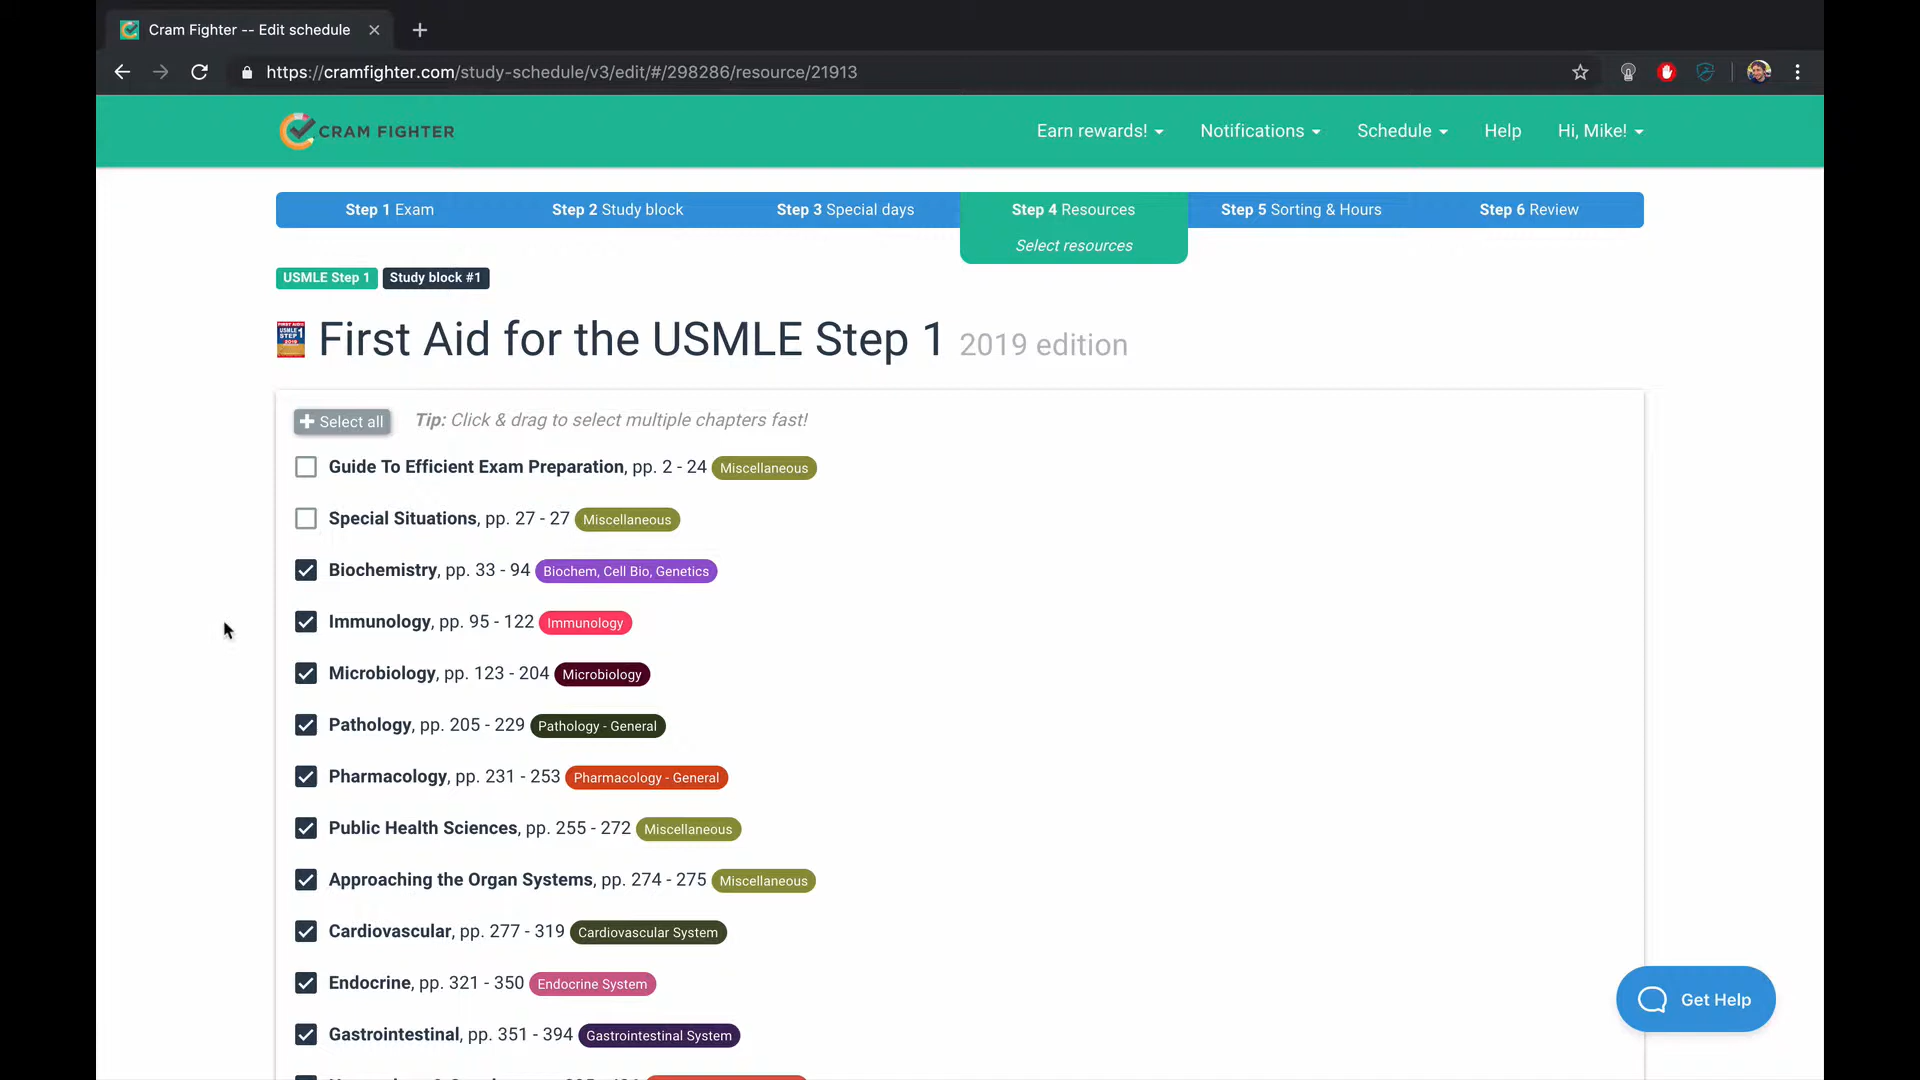 Cram Fighter -- Edit schedule
https://cramfighter.com/study-schedule/v3/edit/#/298286/resource/21913
CRAM FIGHTER
Earn rewards! Notifications Schedule Help Hi, Mike!
Step 1 Exam Step 2 Study block Step 3 Special days Step 4 Resources Step 5 Sorting & Hours Step 6 Review
Select resources
USMLE Step 1 Study block #1
First Aid for the USMLE Step 1 2019 edition
Select all Tip: Click & drag to select multiple chapters fast!
Guide To Efficient Exam Preparation, pp. 2 - 24 Miscellaneous
Special Situations, pp. 27 - 27 Miscellaneous
Biochemistry, pp. 33 - 94 Biochem, Cell Bio, Genetics
Immunology, pp. 95 - 122 Immunology
Microbiology, pp. 123 - 204 Microbiology
Pathology, pp. 205 - 229 Pathology - General
Pharmacology, pp. 231 - 253 Pharmacology - General
Public Health Sciences, pp. 255 - 272 Miscellaneous
Approaching the Organ Systems, pp. 274 - 275 Miscellaneous
Cardiovascular, pp. 277 - 319 Cardiovascular System
Endocrine, pp. 321 - 350 Endocrine System
Gastrointestinal, pp. 351 - 394 Gastrointestinal System
Get Help